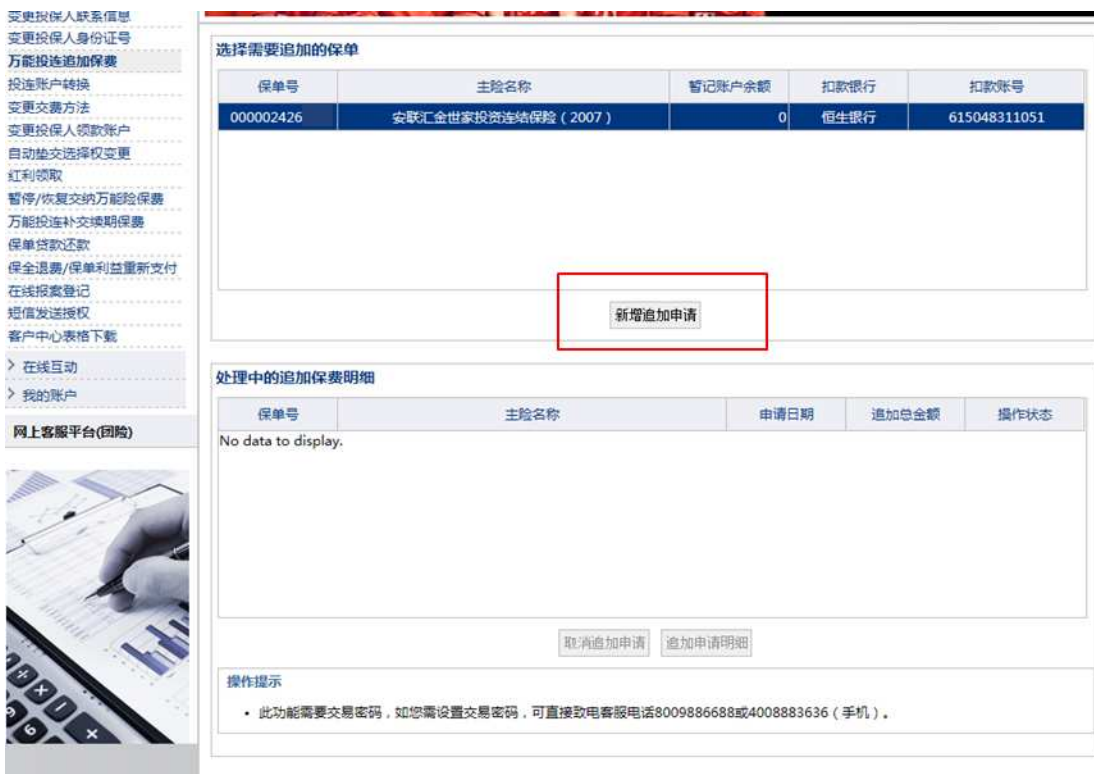 变更投保人联系信息
变更投保人身份证号
万能投连追加保费
投连账户转换
变更交费方法
变更投保人领款账户
自动垫交选择权变更
红利领取
暂停/恢复交纳万能险保费
万能投连补交续期保费
保单贷款还款
保全退费/保单利益重新支付
在线报案登记
短信发送授权
客户中心表格下载
> 在线互动
> 我的账户
网上客服平台(团险)
选择需要追加的保单
保单号 主险名称 暂记账户余额 扣款银行 扣款账号
000002426 安联汇金世家投资连结保险（2007） 0 恒生银行 615048311051
新增追加申请
处理中的追加保费明细
保单号 主险名称 申请日期 追加总金额 操作状态
No data to display.
取消追加申请 追加申请明细
操作提示
• 此功能需要交易密码，如您需设置交易密码，可直接致电客服电话8009886688或4008883636（手机）。